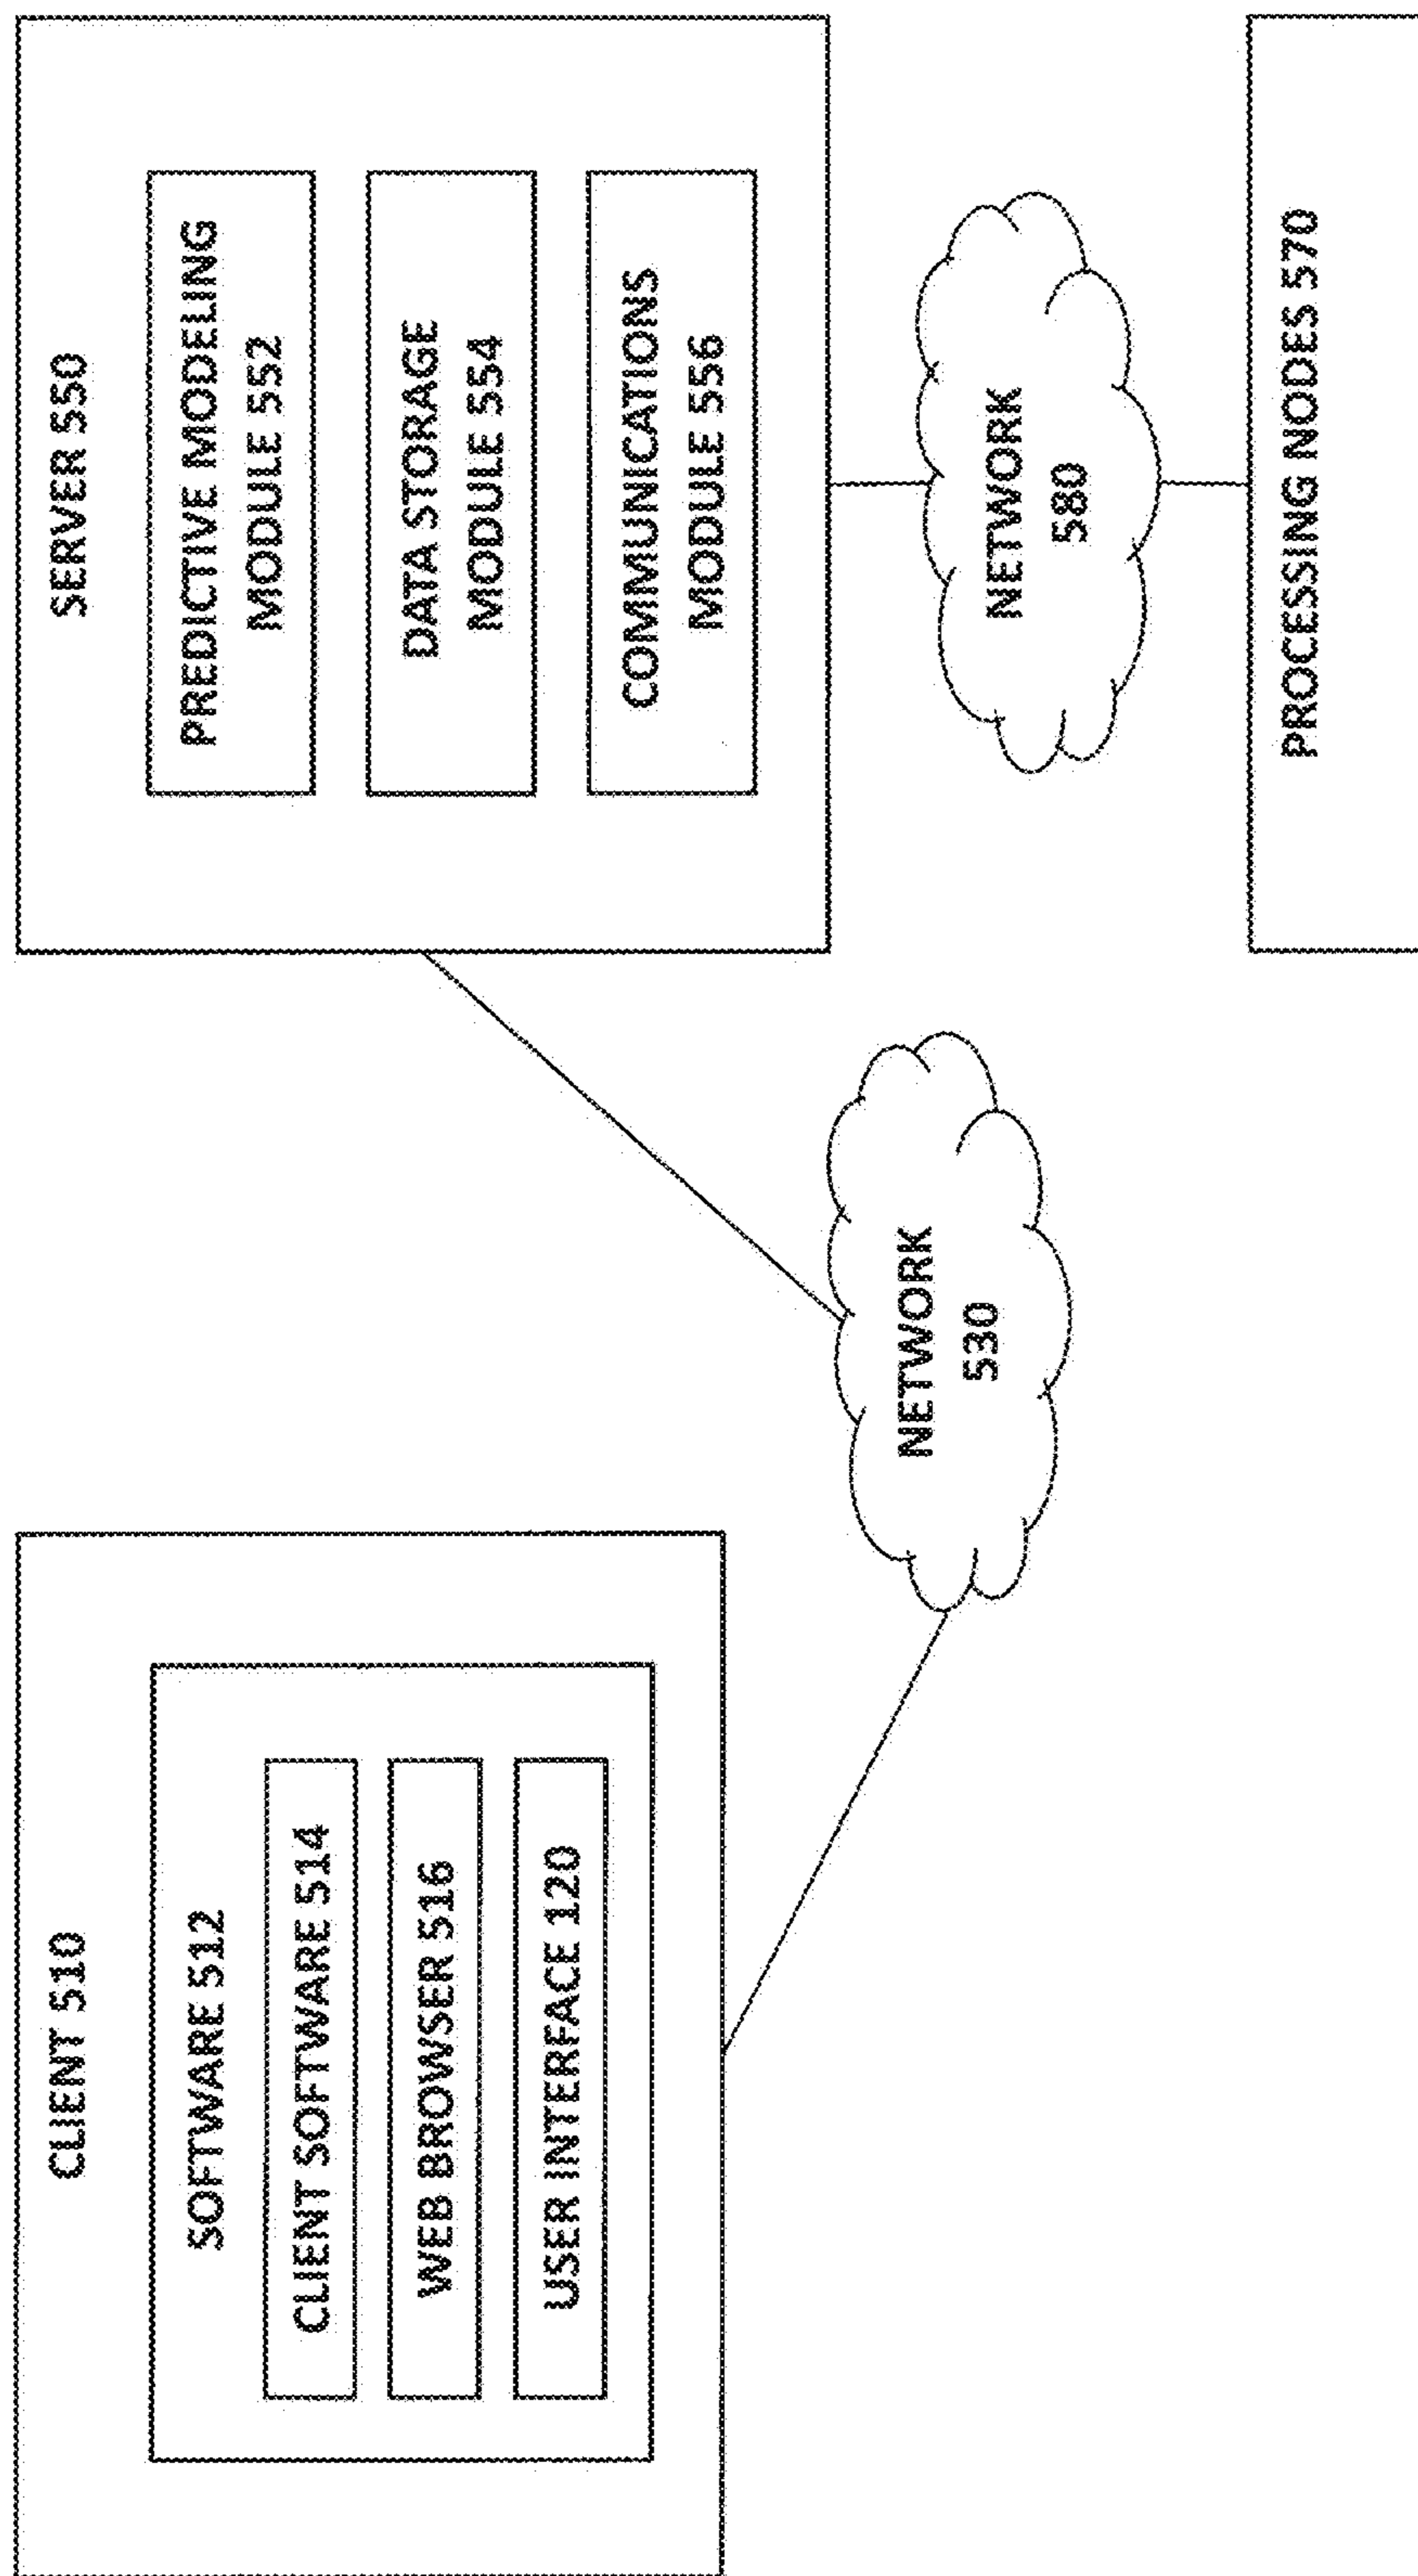 CLIENT 510
SOFTWARE 512
CLIENT SOFTWARE 514
WEB BROWSER 516
USER INTERFACE 120
NETWORK
530
SERVER 550
PREDICTIVE MODELING
MODULE 552
DATA STORAGE
MODULE 554
COMMUNICATIONS
MODULE 556
NETWORK
580
PROCESSING NODES 570